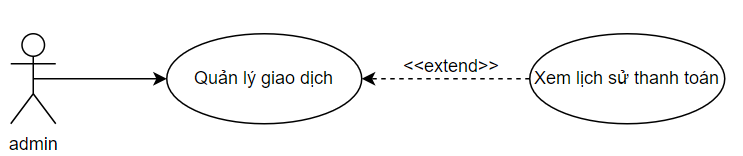 <<extend>>
Quản lý giao dịch
Xem lịch sử thanh toán
admin